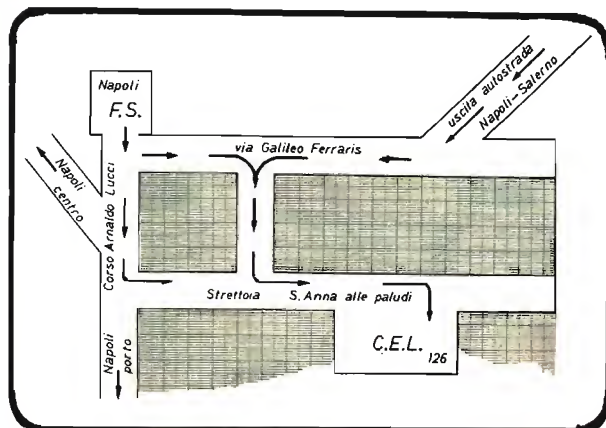 Napoli
F.S.
uscita autostrada
Napoli-Salerno
via Galileo Ferraris
Napoli
centro
Corso Arnaldo Lucci
Strettoia S. Anna alle paludi
C.E.L. 126
Napoli
porto